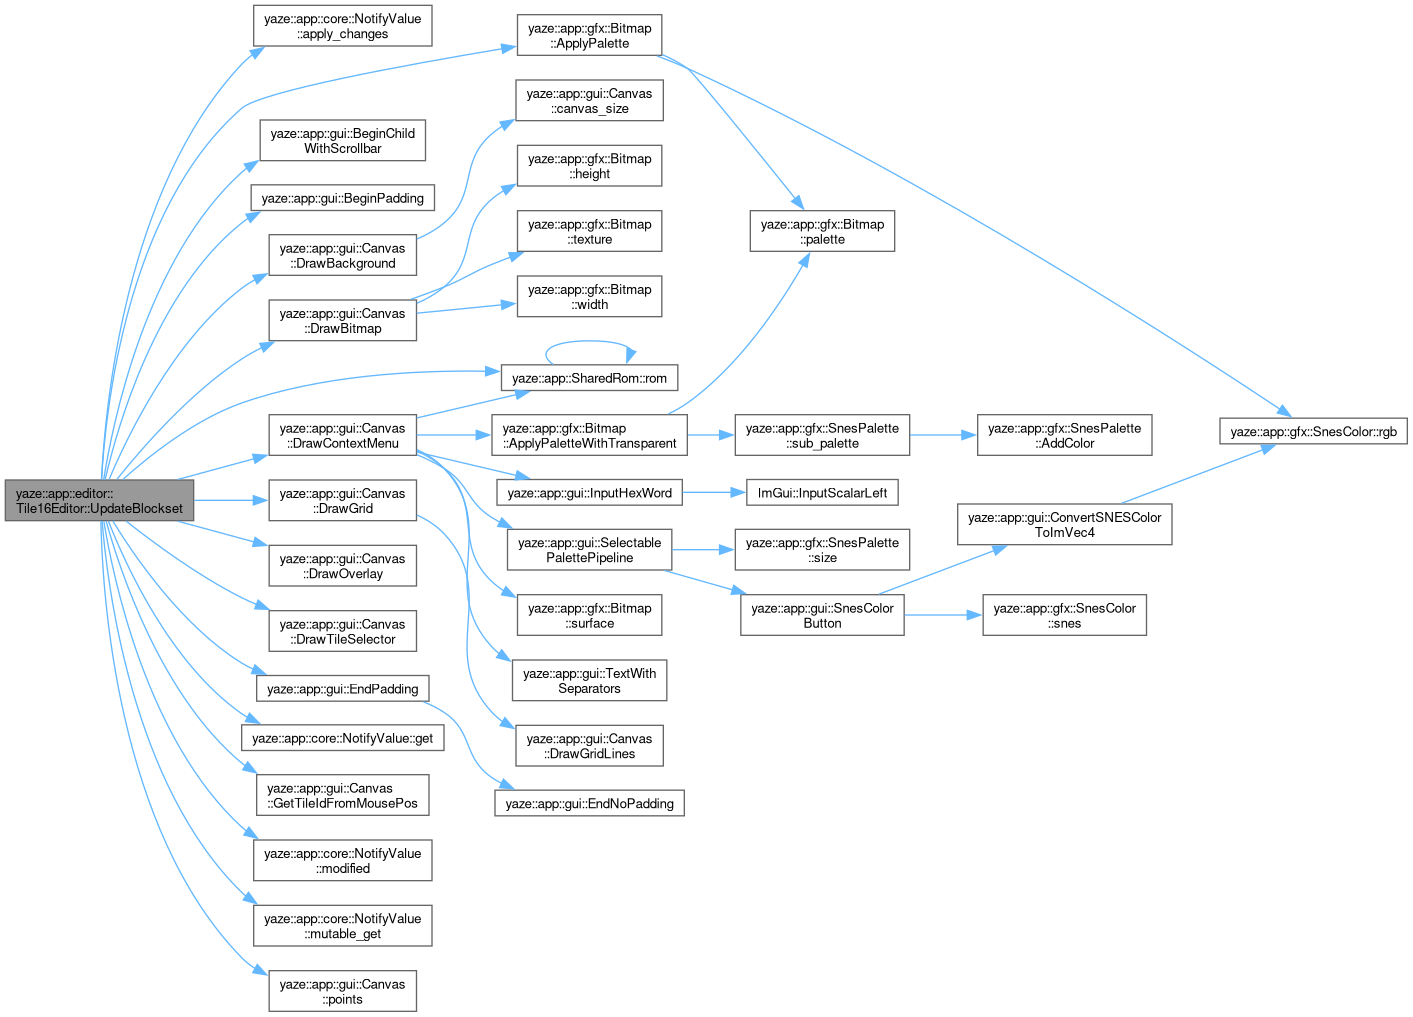 yaze::app::editor::
Tile16Editor::UpdateBlockset
yaze::app::core::NotifyValue
::apply_changes
yaze::app::gui::BeginChild
WithScrollbar
yaze::app::gui::BeginPadding
yaze::app::gui::Canvas
::DrawBackground
yaze::app::gui::Canvas
::DrawBitmap
yaze::app::gui::Canvas
::DrawContextMenu
yaze::app::gui::Canvas
::DrawGrid
yaze::app::gui::Canvas
::DrawOverlay
yaze::app::gui::Canvas
::DrawTileSelector
yaze::app::gui::EndPadding
yaze::app::core::NotifyValue::get
yaze::app::gui::Canvas
::GetTileIdFromMousePos
yaze::app::core::NotifyValue
::modified
yaze::app::core::NotifyValue
::mutable_get
yaze::app::gui::Canvas
::points
yaze::app::gfx::Bitmap
::ApplyPalette
yaze::app::gui::Canvas
::canvas_size
yaze::app::gfx::Bitmap
::height
yaze::app::gfx::Bitmap
::texture
yaze::app::gfx::Bitmap
::width
yaze::app::SharedRom::rom
yaze::app::gfx::Bitmap
::ApplyPaletteWithTransparent
yaze::app::gui::InputHexWord
yaze::app::gui::Selectable
PalettePipeline
yaze::app::gfx::Bitmap
::surface
yaze::app::gui::TextWith
Separators
yaze::app::gui::Canvas
::DrawGridLines
yaze::app::gui::EndNoPadding
yaze::app::gfx::Bitmap
::palette
yaze::app::gfx::SnesPalette
::sub_palette
ImGui::InputScalarLeft
yaze::app::gfx::SnesPalette
::size
yaze::app::gui::SnesColor
Button
yaze::app::gfx::SnesPalette
::AddColor
yaze::app::gui::ConvertSNESColor
ToImVec4
yaze::app::gfx::SnesColor
::snes
yaze::app::gfx::SnesColor::rgb